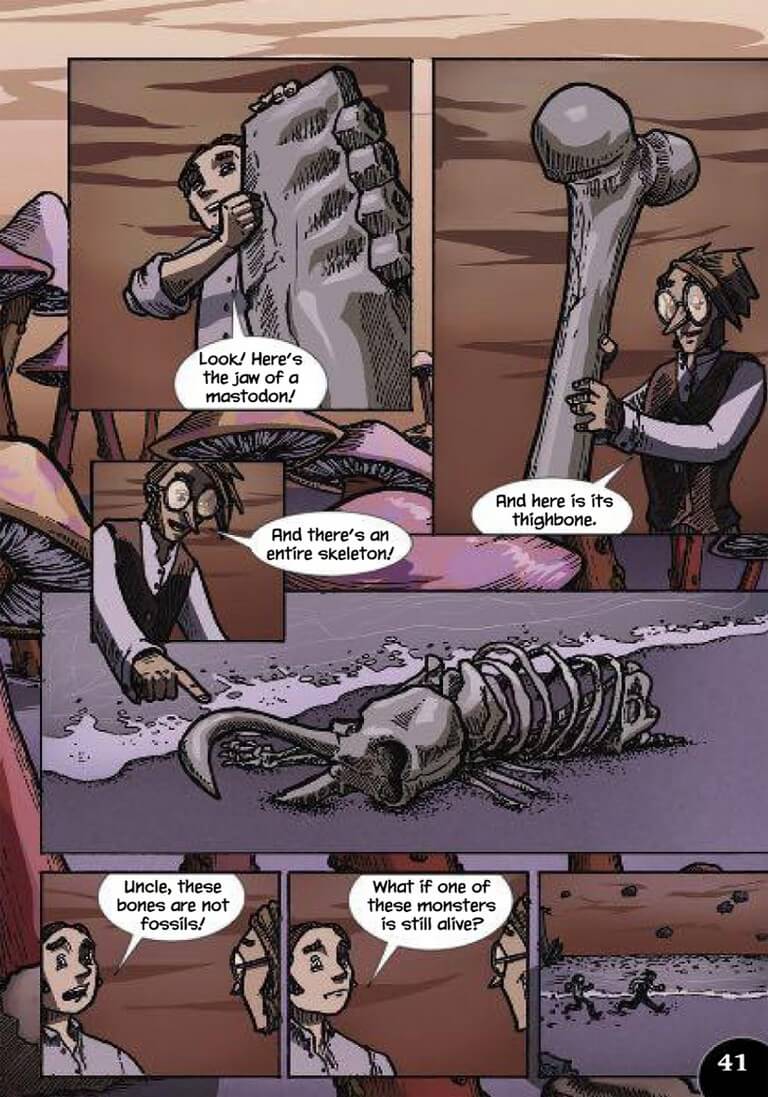 Look! Here's
the jaw of a
mastodon!
And here is its
thighbone.
And there's an
entire skeleton!
Uncle, these
bones are not
fossils!
What if one of
these monsters
is still alive?
41